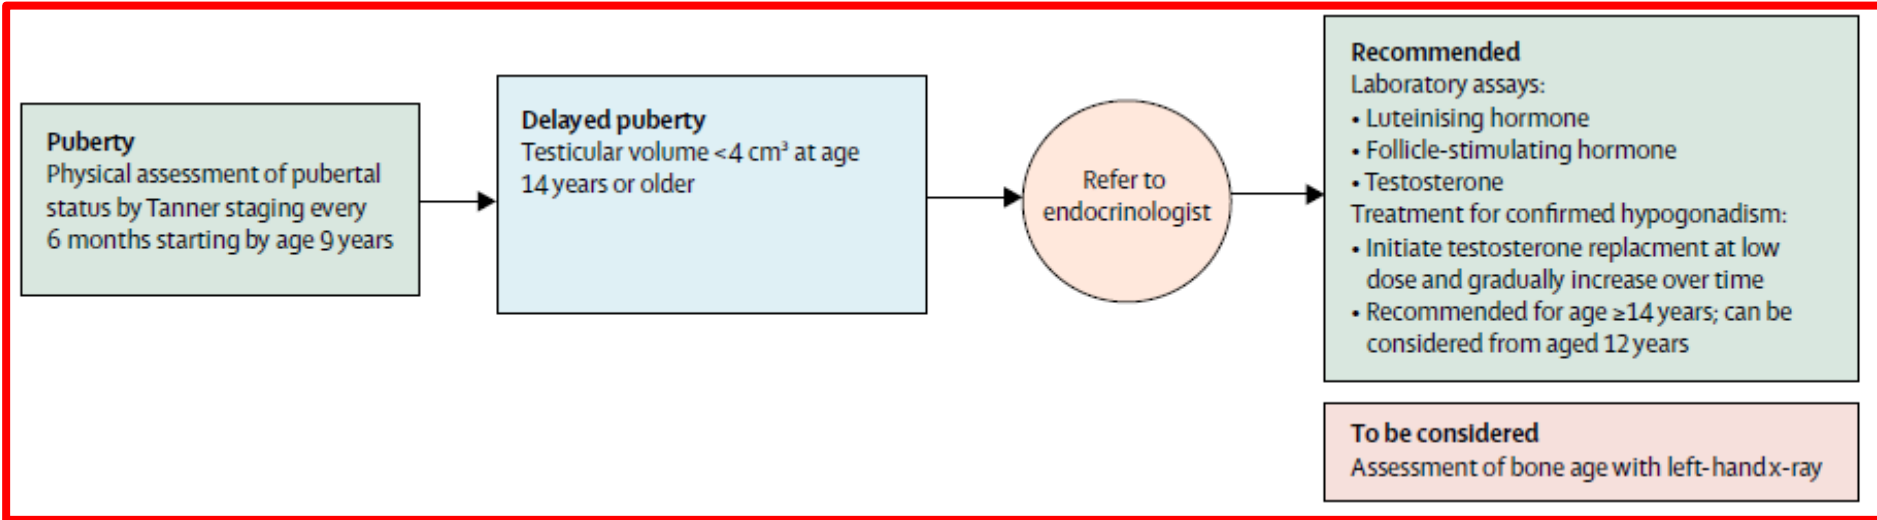 Puberty
Physical assessment of pubertal
status by Tanner staging every
6 months starting by age 9 years
Delayed puberty
Testicular volume <4 cm³ at age
14 years or older
Refer to
endocrinologist
Recommended
Laboratory assays:
• Luteinising hormone
• Follicle-stimulating hormone
• Testosterone
Treatment for confirmed hypogonadism:
• Initiate testosterone replacment at low
dose and gradually increase over time
• Recommended for age ≥14 years; can be
considered from aged 12 years
To be considered
Assessment of bone age with left-hand x-ray